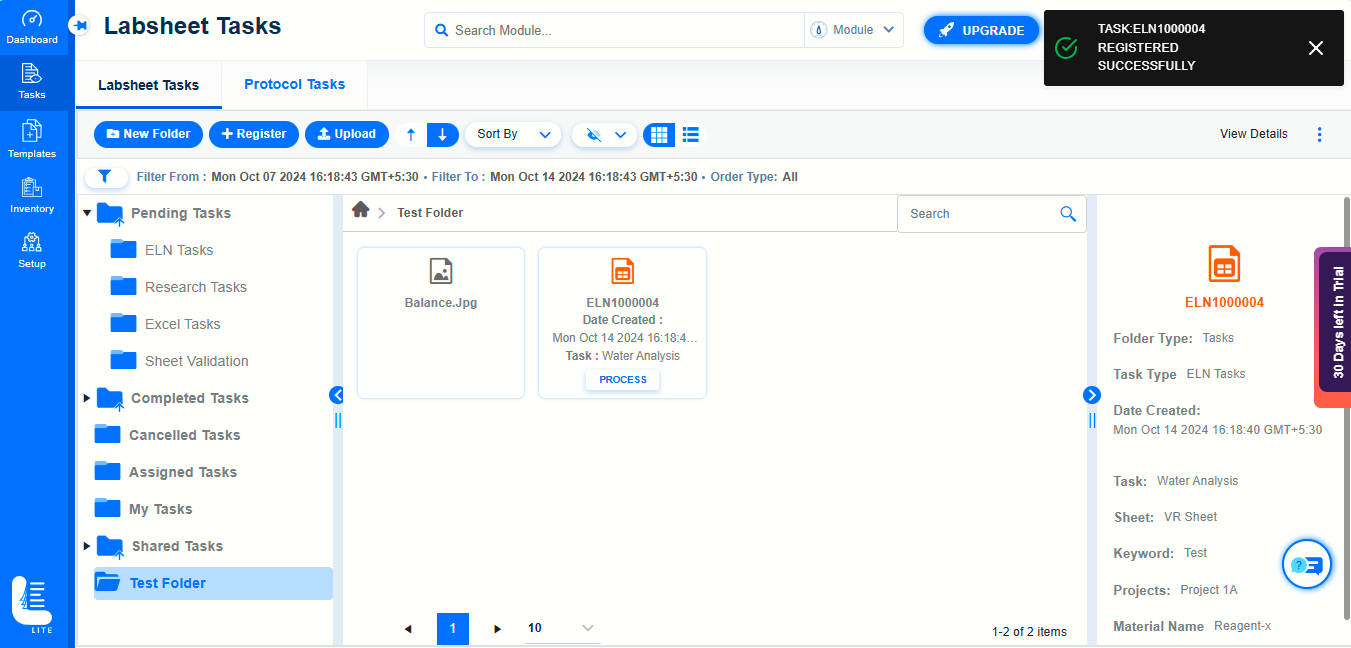 Dashboard
Tasks
Templates
Inventory
Setup
LITE
Labsheet Tasks
Search Module...
Module
UPGRADE
TASK:ELN1000004
REGISTERED
SUCCESSFULLY
Labsheet Tasks
Protocol Tasks
New Folder
Register
Upload
Sort By
View Details
Filter From : Mon Oct 07 2024 16:18:43 GMT+5:30 • Filter To : Mon Oct 14 2024 16:18:43 GMT+5:30 • Order Type: All
Pending Tasks
ELN Tasks
Research Tasks
Excel Tasks
Sheet Validation
Completed Tasks
Cancelled Tasks
Assigned Tasks
My Tasks
Shared Tasks
Test Folder
Test Folder
Search
Balance.Jpg
ELN1000004
Date Created :
Mon Oct 14 2024 16:18:4...
Task : Water Analysis
PROCESS
1
10
1-2 of 2 items
ELN1000004
Folder Type: Tasks
Task Type ELN Tasks
Date Created:
Mon Oct 14 2024 16:18:40 GMT+5:30
Task: Water Analysis
Sheet: VR Sheet
Keyword: Test
Projects: Project 1A
Material Name Reagent-x
30 Days left In Trial